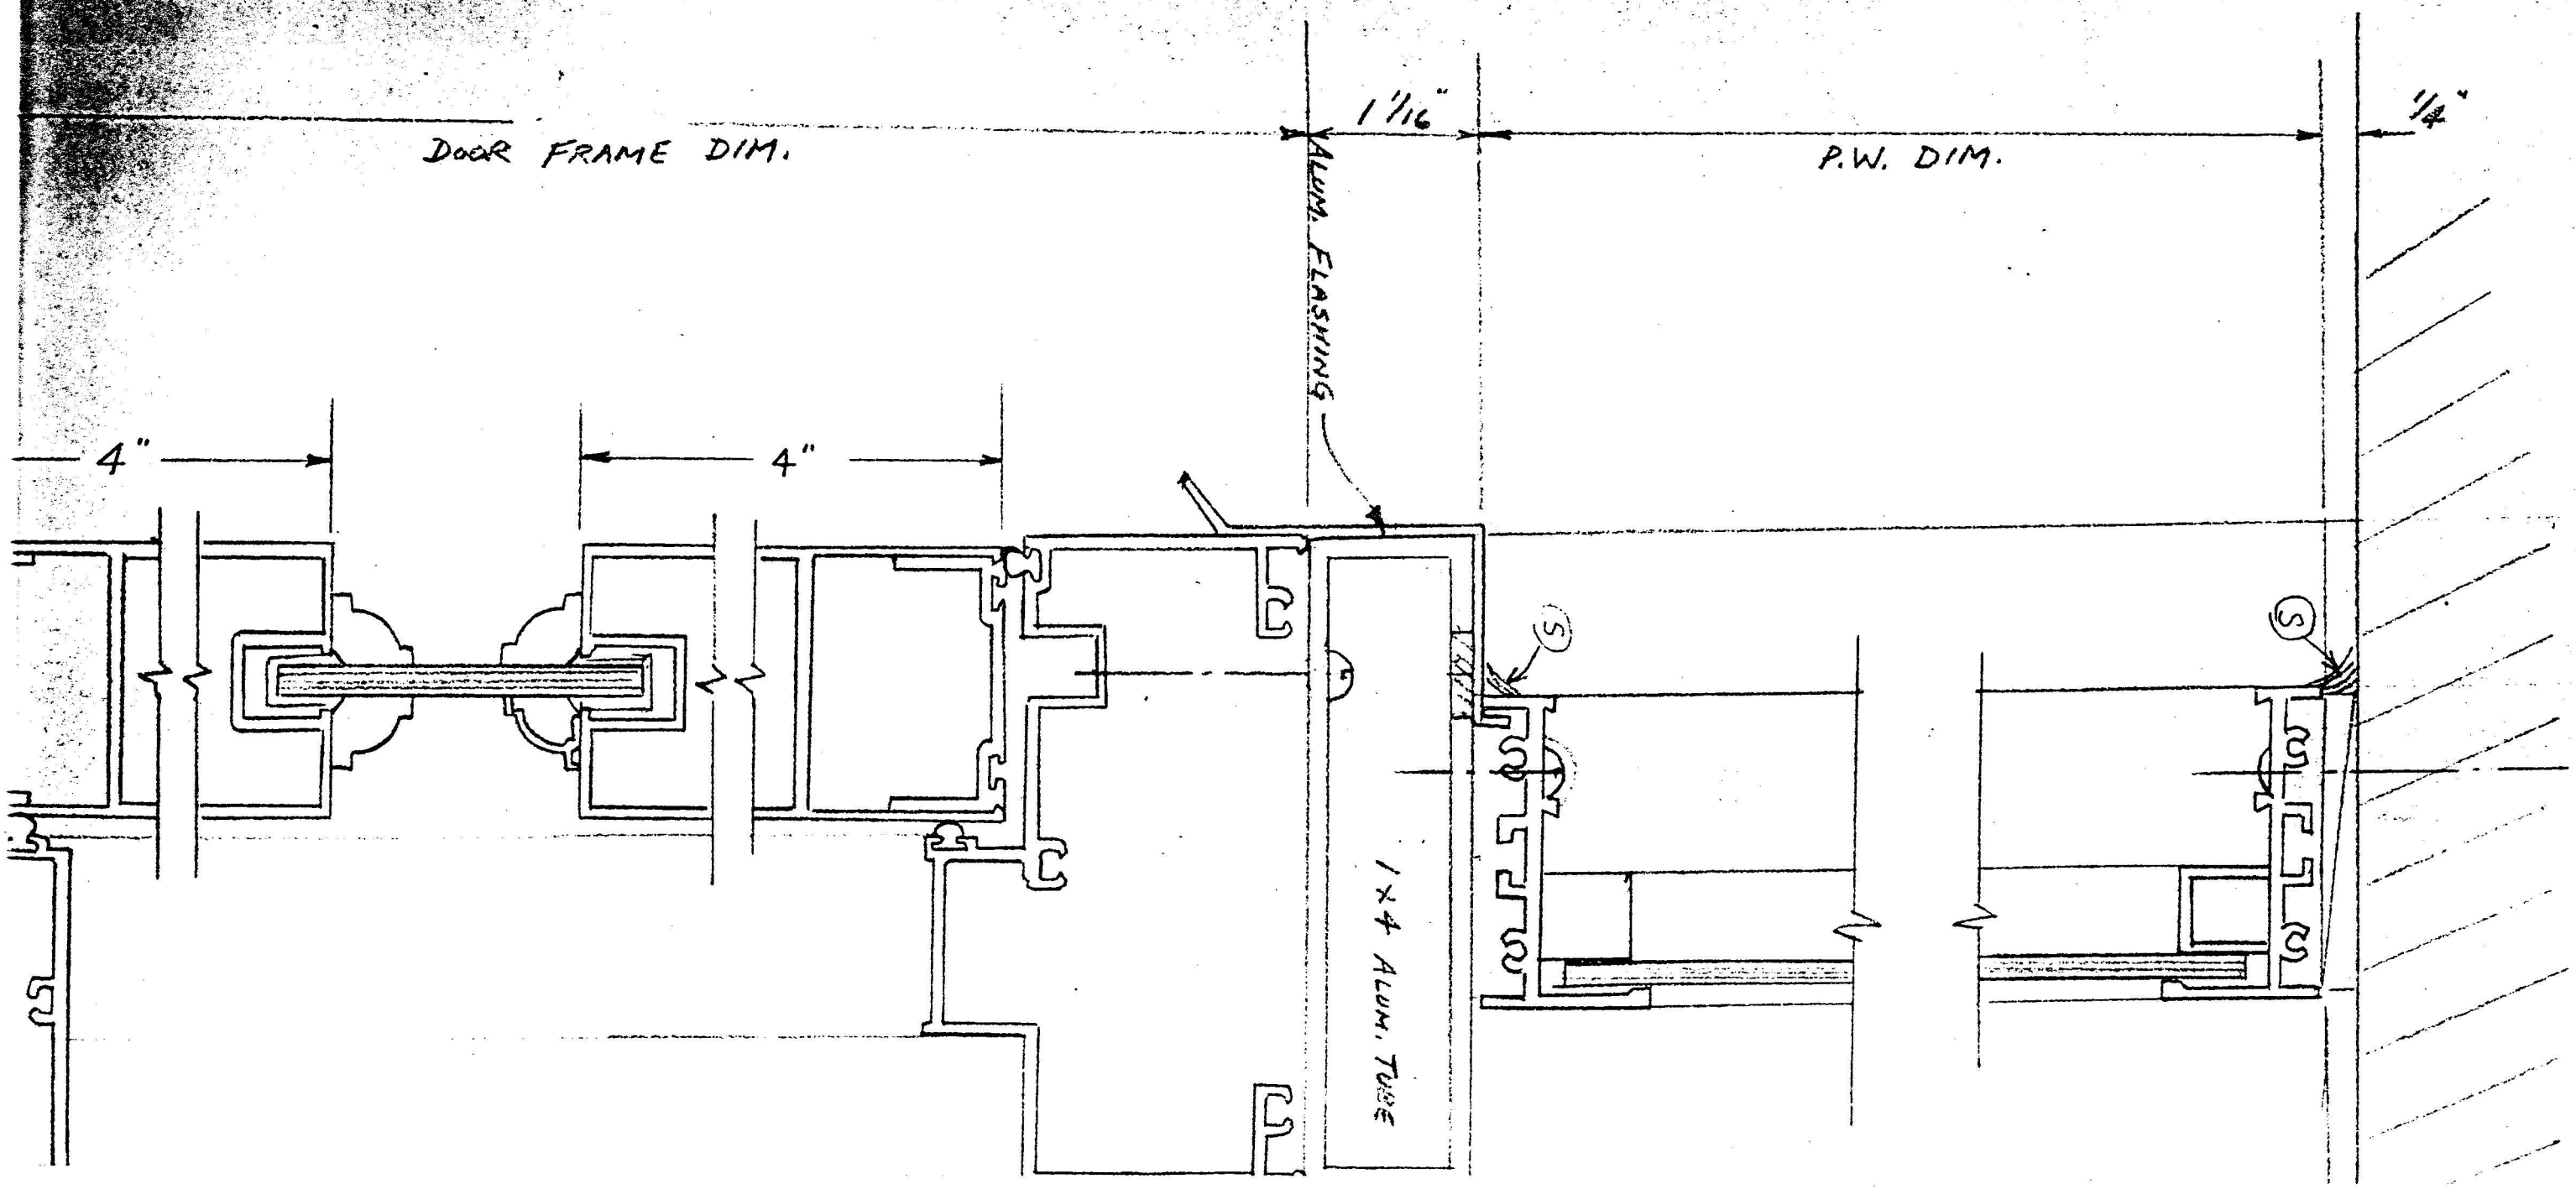 1 1/16"
1/4"
DOOR FRAME DIM.
P.W. DIM.
ALUM. FLASHING
4"
4"
S
S
1X4 ALUM. TUBE